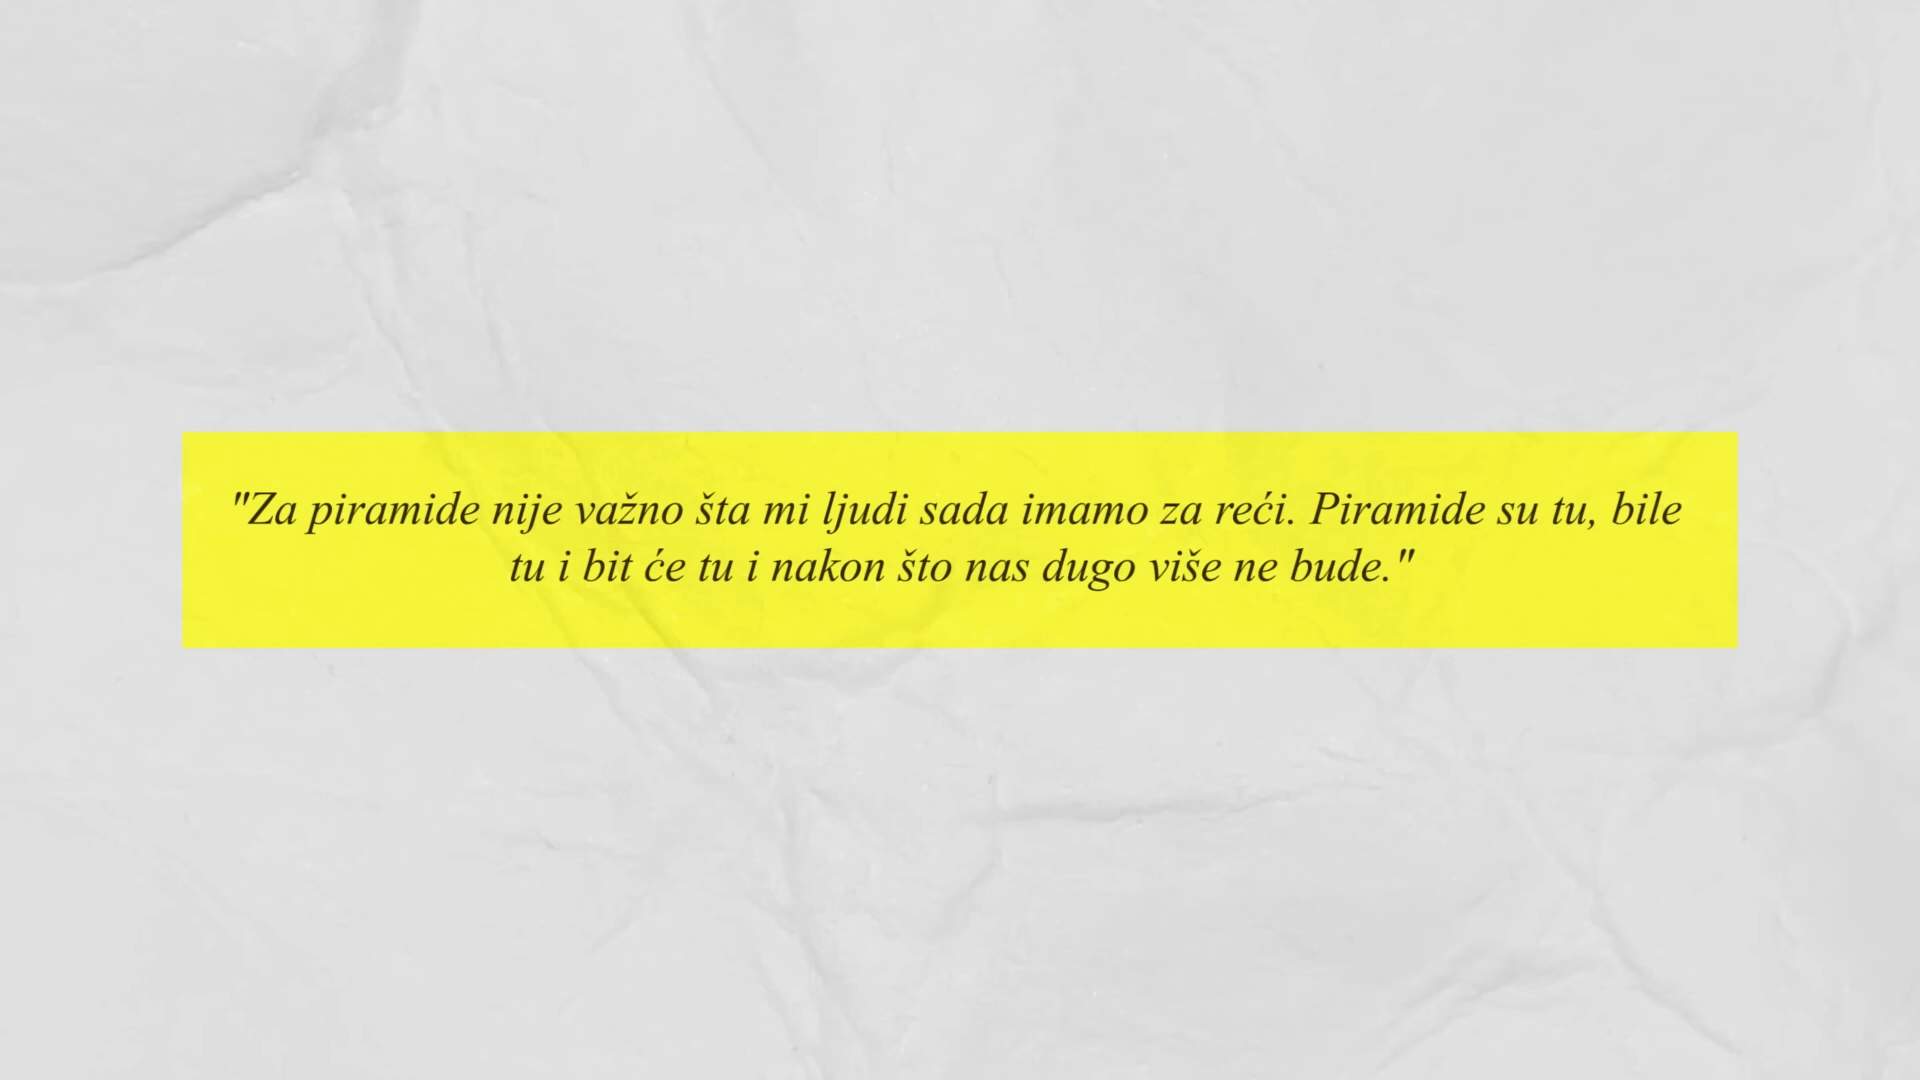 "Za piramide nije važno šta mi ljudi sada imamo za reći. Piramide su tu, bile
tu i bit će tu i nakon što nas dugo više ne bude."